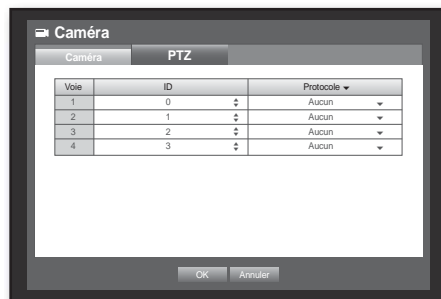 Caméra
Caméra PTZ
Voie ID Protocole
1 0 Aucun
2 1 Aucun
3 2 Aucun
4 3 Aucun
OK Annuler